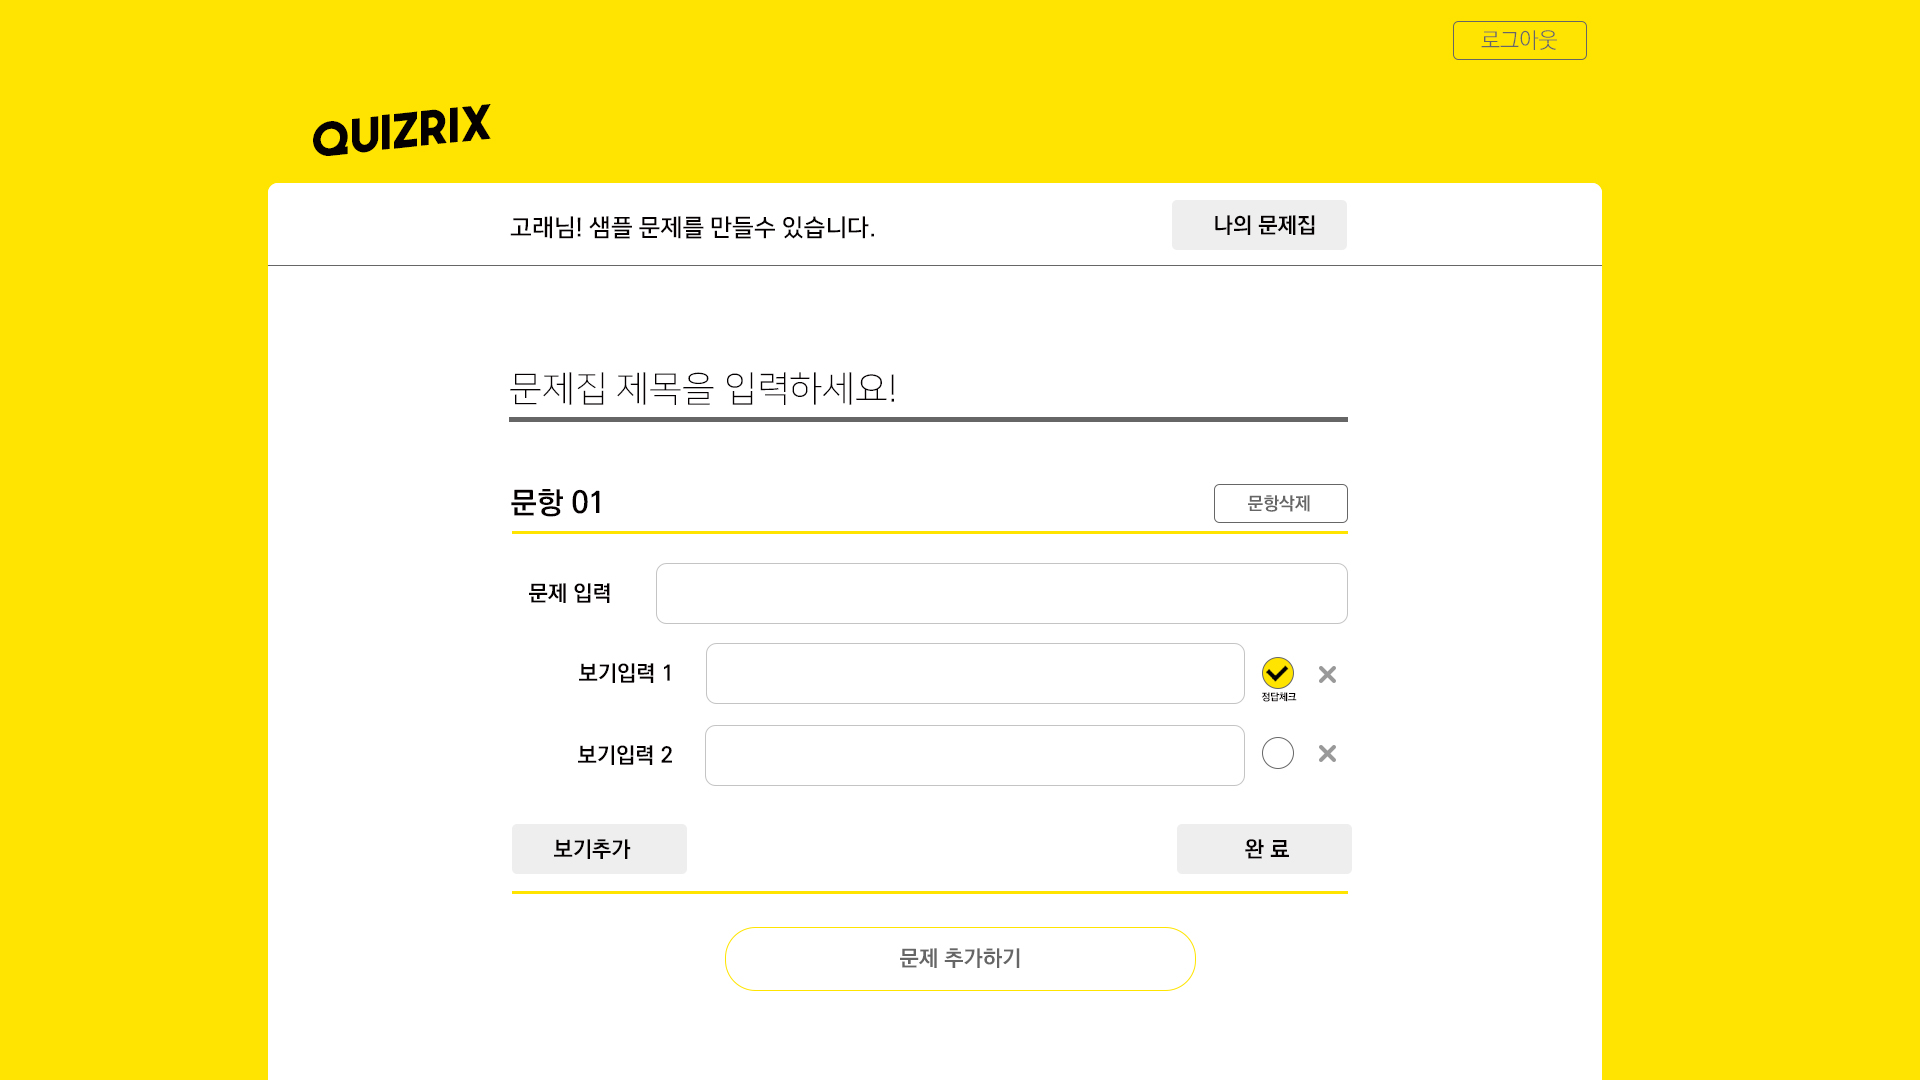 로그아웃
QUIZRIX
고래님! 샘플 문제를 만들수 있습니다.
나의 문제집
문제집 제목을 입력하세요!
문항 01
문항삭제
문제 입력
보기입력 1
정답체크
보기입력 2
보기추가
완 료
문제 추가하기